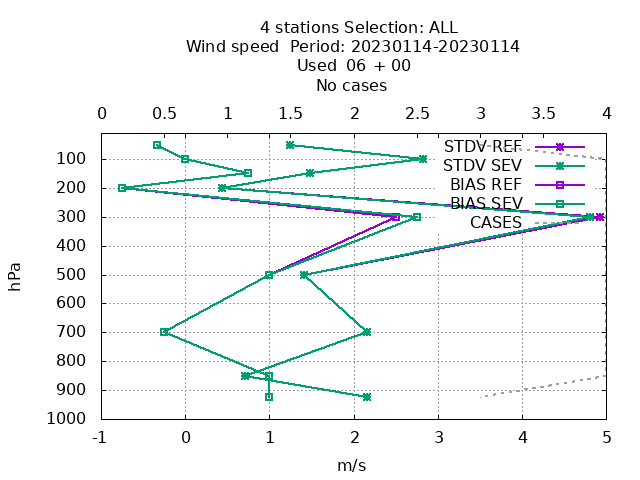 4 stations Selection: ALL
Wind speed  Period: 20230114-20230114
Used  06 + 00
No cases
0 0.5 1 1.5 2 2.5 3 3.5 4
STDV REF
STDV SEV
BIAS REF
BIAS SEV
CASES
100
200
300
400
500
600
700
800
900
1000
hPa
-1 0 1 2 3 4 5
m/s